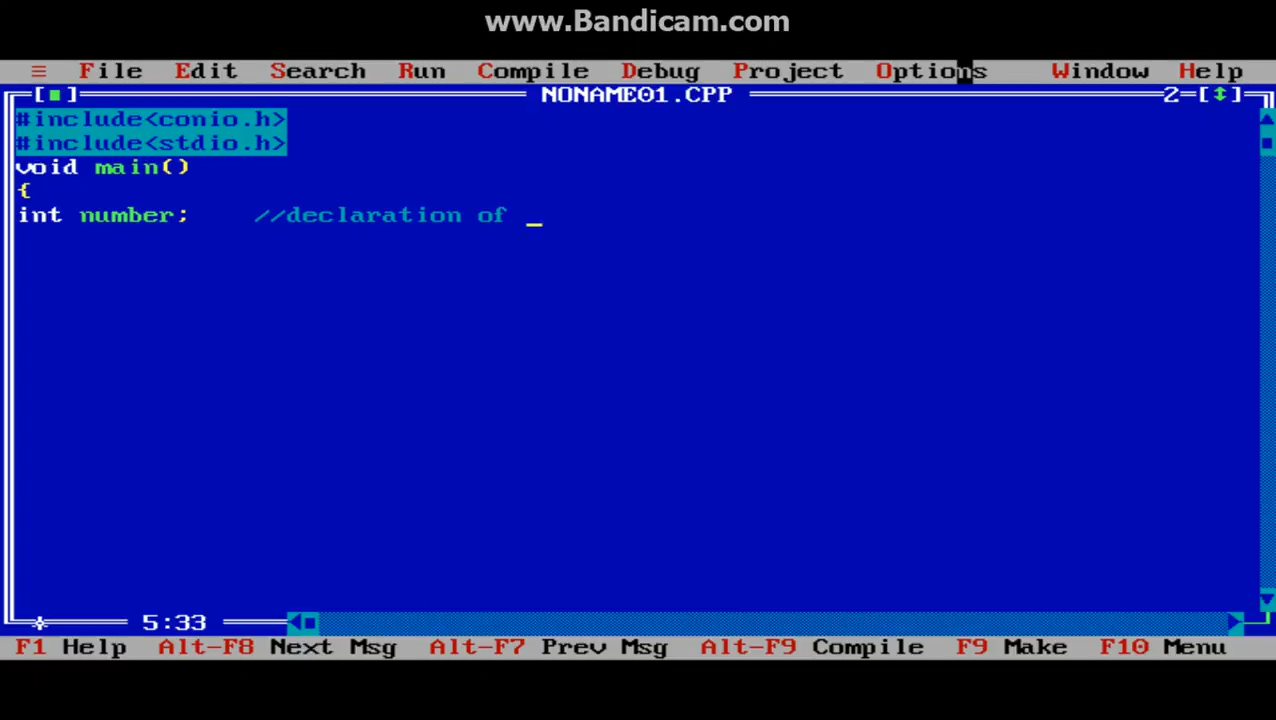 www.Bandicam.com
≡ File Edit Search Run Compile Debug Project Options Window Help
[■] NONAME01.CPP 2=[↕]
#include<conio.h>
#include<stdio.h>
void main()
{
int number; //declaration of _
5:33
F1 Help Alt-F8 Next Msg Alt-F7 Prev Msg Alt-F9 Compile F9 Make F10 Menu